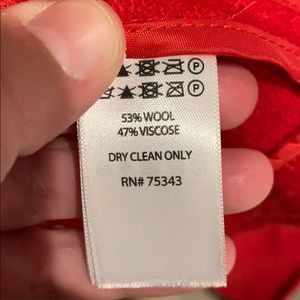 P
P
53% WOOL
47% VISCOSE
DRY CLEAN ONLY
RN# 75343